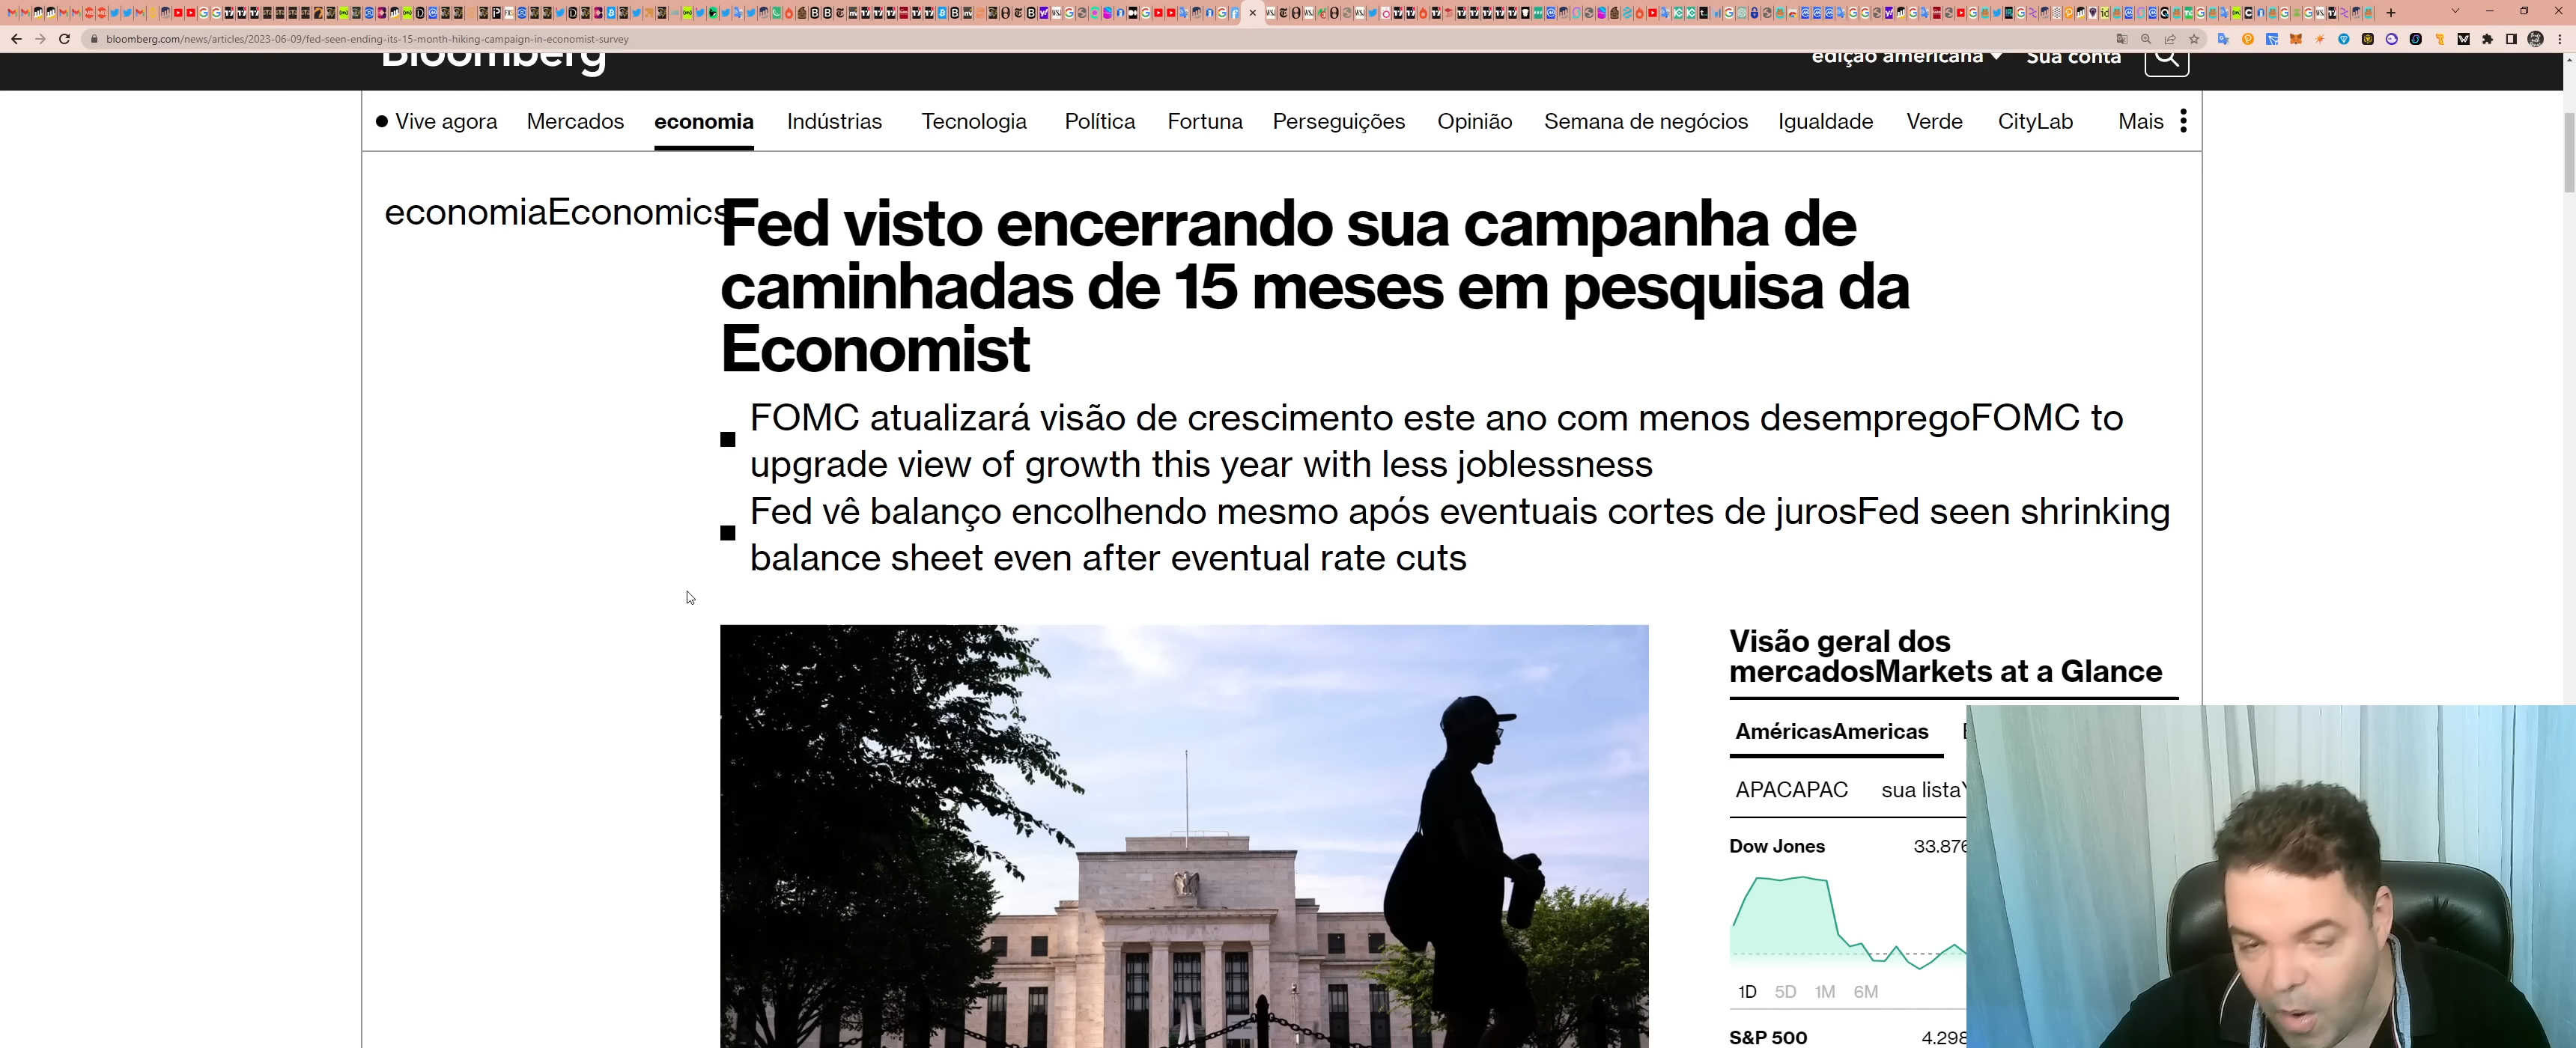 bloomberg.com/news/articles/2023-06-09/fed-seen-ending-its-15-month-hiking-campaign-in-economist-survey
Bloomberg
edição americana
Sua conta
Vive agora Mercados economia Indústrias Tecnologia Política Fortuna Perseguições Opinião Semana de negócios Igualdade Verde CityLab Mais
economiaEconomics
Fed visto encerrando sua campanha de
caminhadas de 15 meses em pesquisa da
Economist
FOMC atualizará visão de crescimento este ano com menos desempregoFOMC to
upgrade view of growth this year with less joblessness
Fed vê balanço encolhendo mesmo após eventuais cortes de jurosFed seen shrinking
balance sheet even after eventual rate cuts
Visão geral dos
mercadosMarkets at a Glance
AméricasAmericas
APACAPAC sua lista
Dow Jones 33.876
1D 5D 1M 6M
S&P 500 4.298